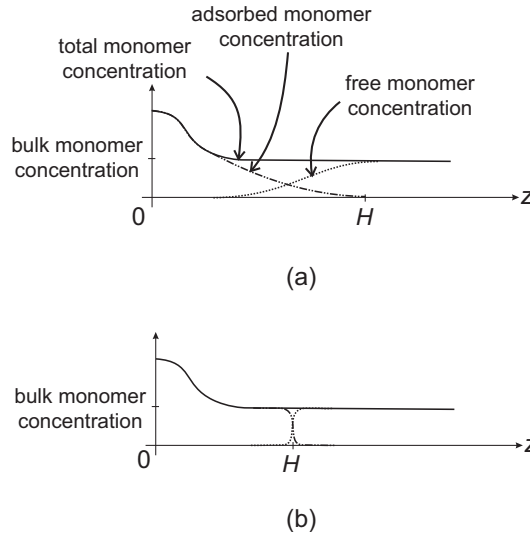 adsorbed monomer
concentration
total monomer
concentration
free monomer
concentration
bulk monomer
concentration
0
H
z
(a)
bulk monomer
concentration
0
H
z
(b)